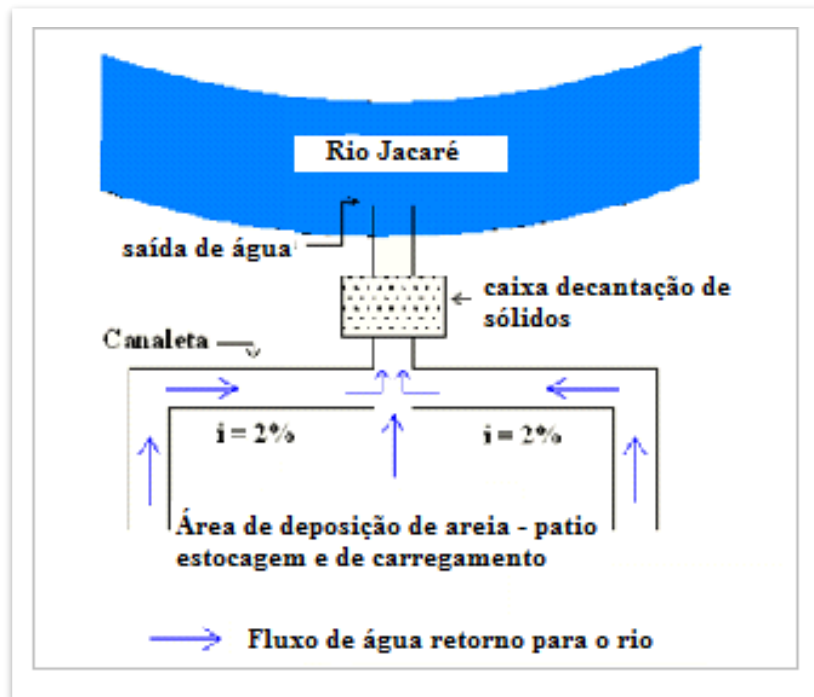 Rio Jacaré
saída de água
caixa decantação de
sólidos
Canaleta
i = 2%
i = 2%
Área de deposição de areia - patio
estocagem e de carregamento
Fluxo de água retorno para o rio